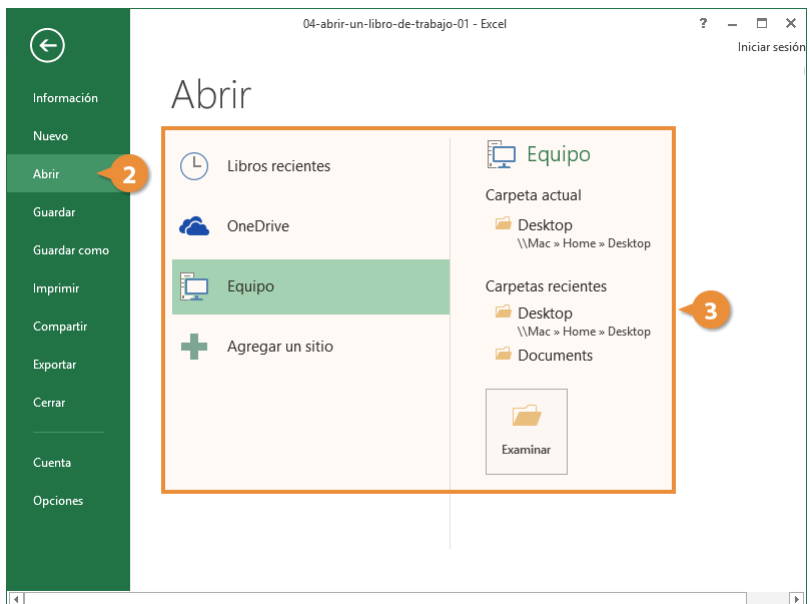 04-abrir-un-libro-de-trabajo-01 - Excel
?
Iniciar sesión
Información
Nuevo
Abrir
2
Guardar
Guardar como
Imprimir
Compartir
Exportar
Cerrar
Cuenta
Opciones
Abrir
Libros recientes
OneDrive
Equipo
Agregar un sitio
Equipo
Carpeta actual
Desktop
\\Mac » Home » Desktop
Carpetas recientes
Desktop
\\Mac » Home » Desktop
Documents
Examinar
3